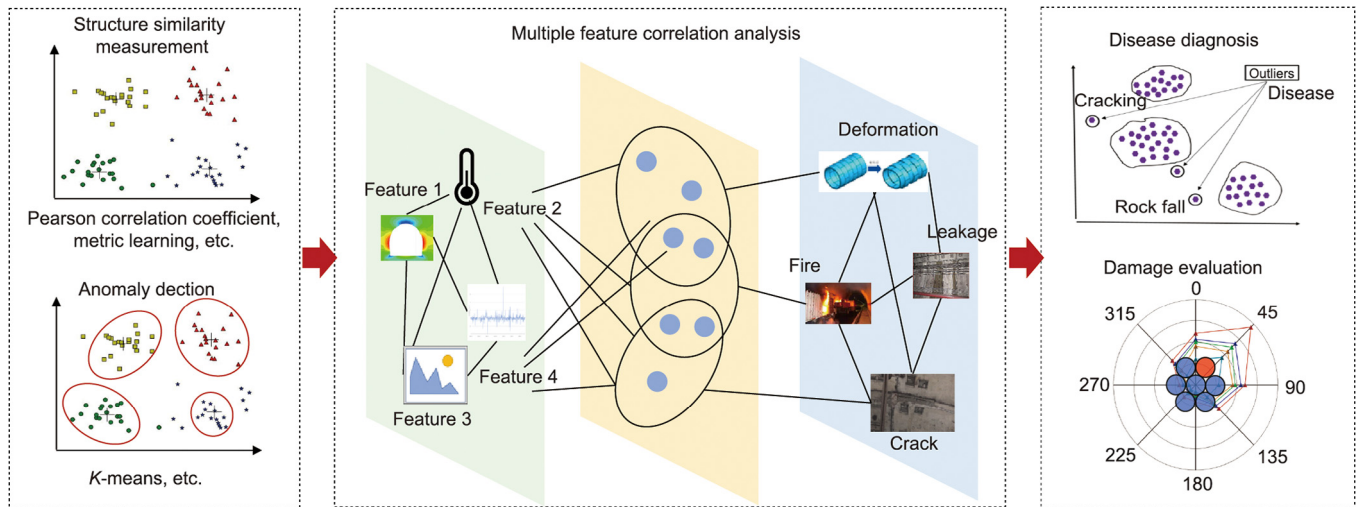 Structure similarity
measurement
Pearson correlation coefficient,
metric learning, etc.
Anomaly dection
K-means, etc.
Multiple feature correlation analysis
Feature 1
Feature 2
Feature 4
Feature 3
Deformation
Leakage
Fire
Crack
Disease diagnosis
Outliers
Cracking
Disease
Rock fall
Damage evaluation
0
315
45
270
90
225
135
180